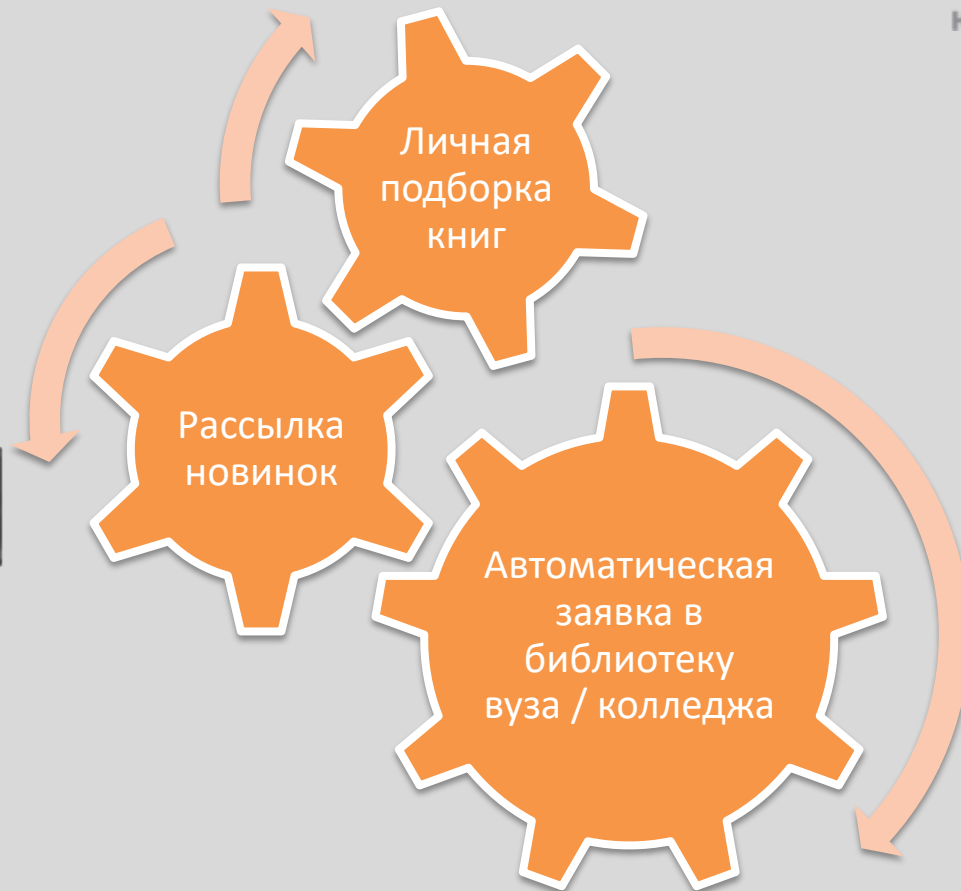 Личная
подборка
книг
Рассылка
новинок
Автоматическая
заявка в
библиотеку
вуза / колледжа